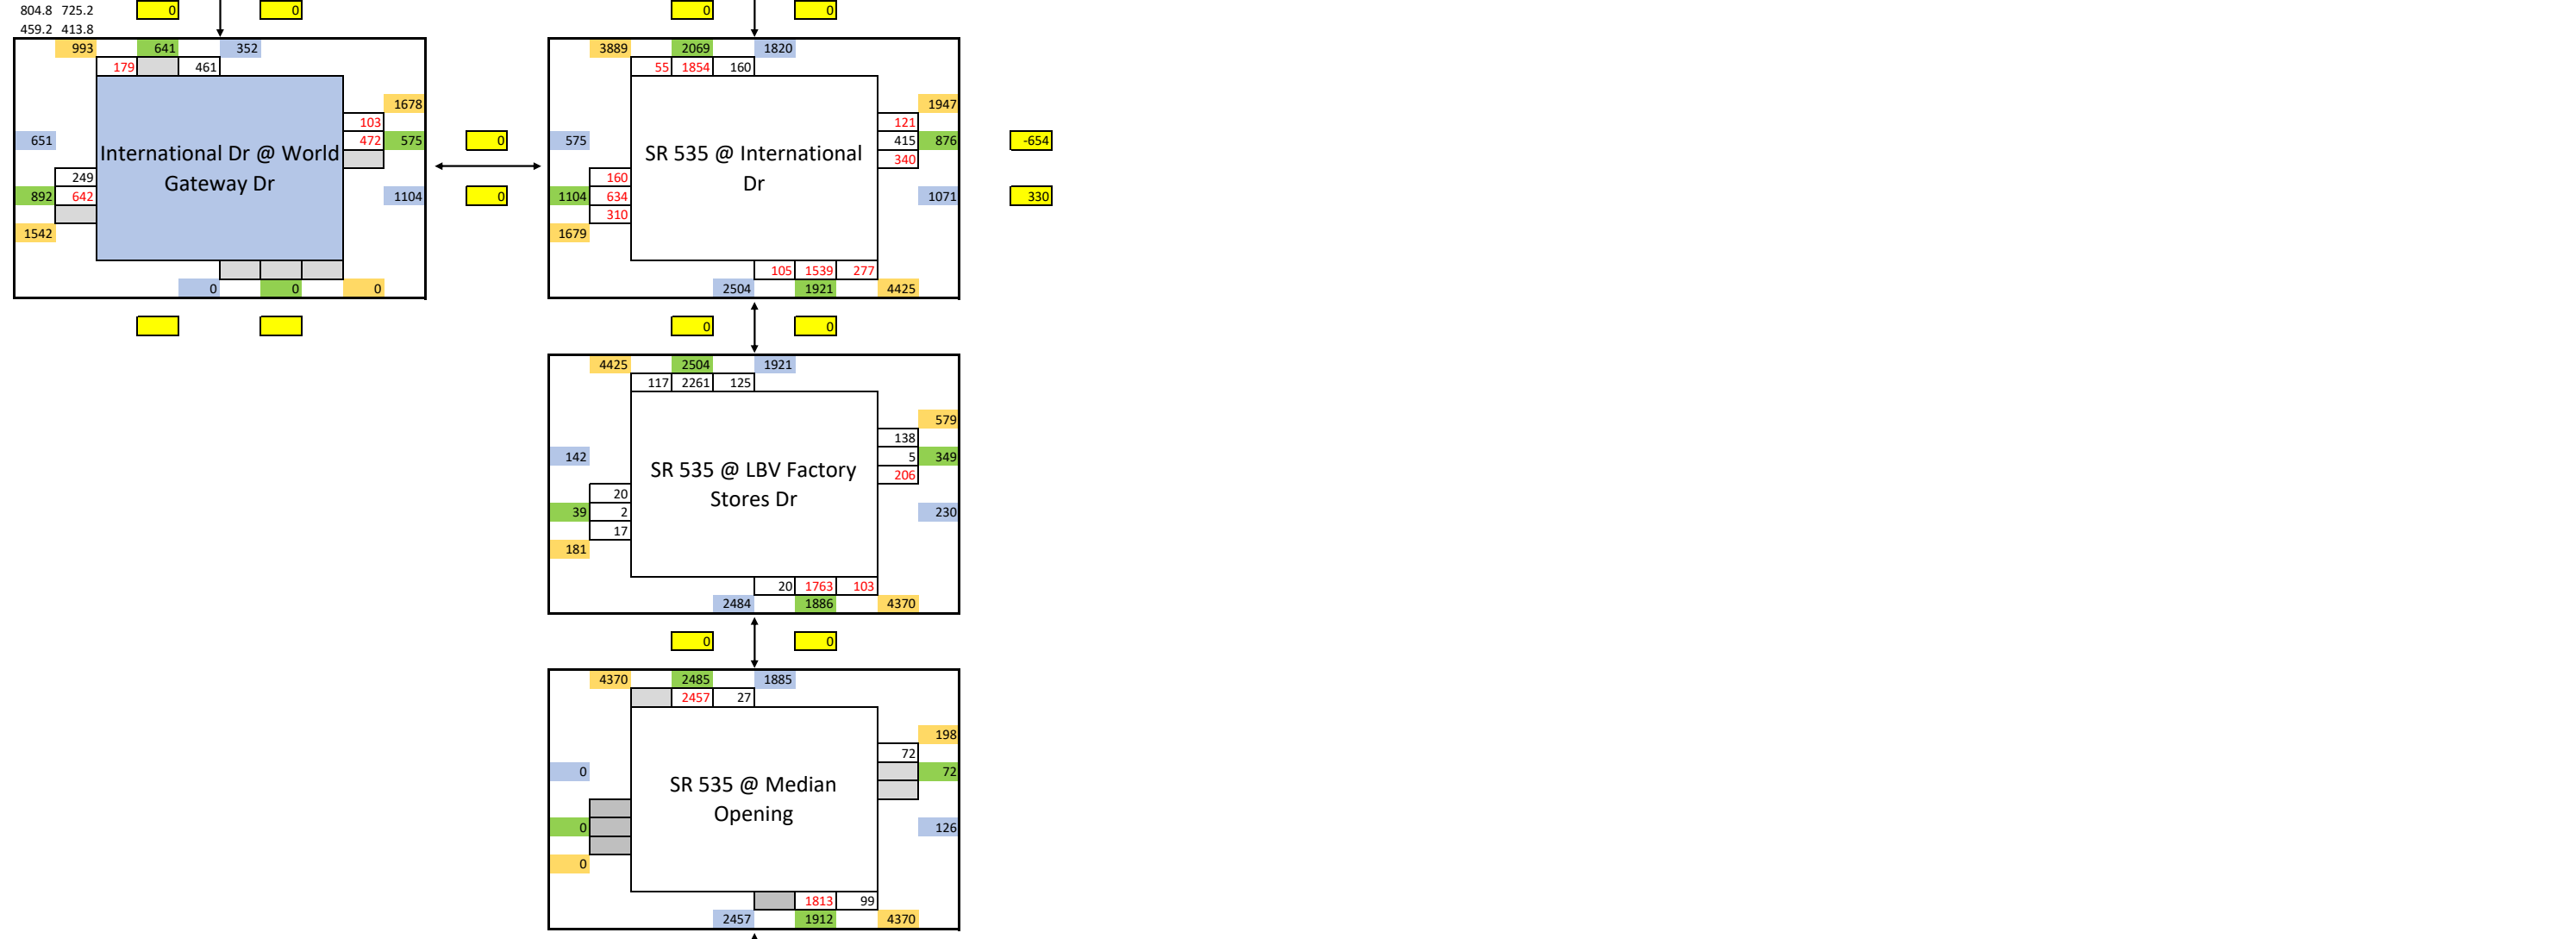 804.8 725.2 0 0 0 0
459.2 413.8
993 641 352 3889 2069 1820
179 461 55 1854 160
1678 1947
103 121
651 472 575 0 575 415 876 -654
International Dr @ World SR 535 @ International
340
Gateway Dr Dr
249 160
892 642 1104 0 1104 634 1071 330
310
1542 1679
105 1539 277
0 0 0 2504 1921 4425
0 0
4425 2504 1921
117 2261 125
579
138
142 5 349
SR 535 @ LBV Factory
206
Stores Dr
20
39 2 230
17
181
20 1763 103
2484 1886 4370
0 0
4370 2485 1885
2457 27
198
72
0 72
SR 535 @ Median
Opening
0 126
0
1813 99
2457 1912 4370